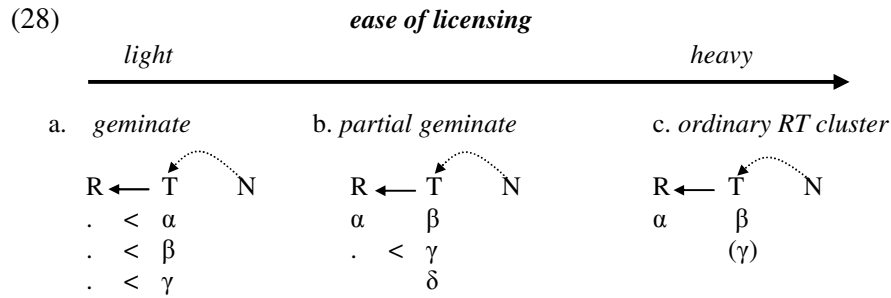 (28) ease of licensing
light heavy
a. geminate b. partial geminate c. ordinary RT cluster
R T N R T N R T N
. < α α β α β
. < β . < γ (γ)
. < γ δ